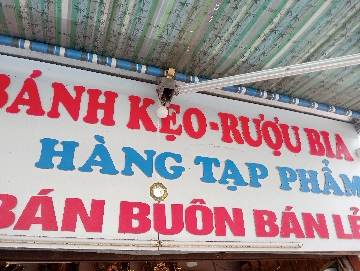 BÁNH KẸO-RƯỢU BIA
HÀNG TẠP PHẨM
BÁN BUÔN BÁN LẺ